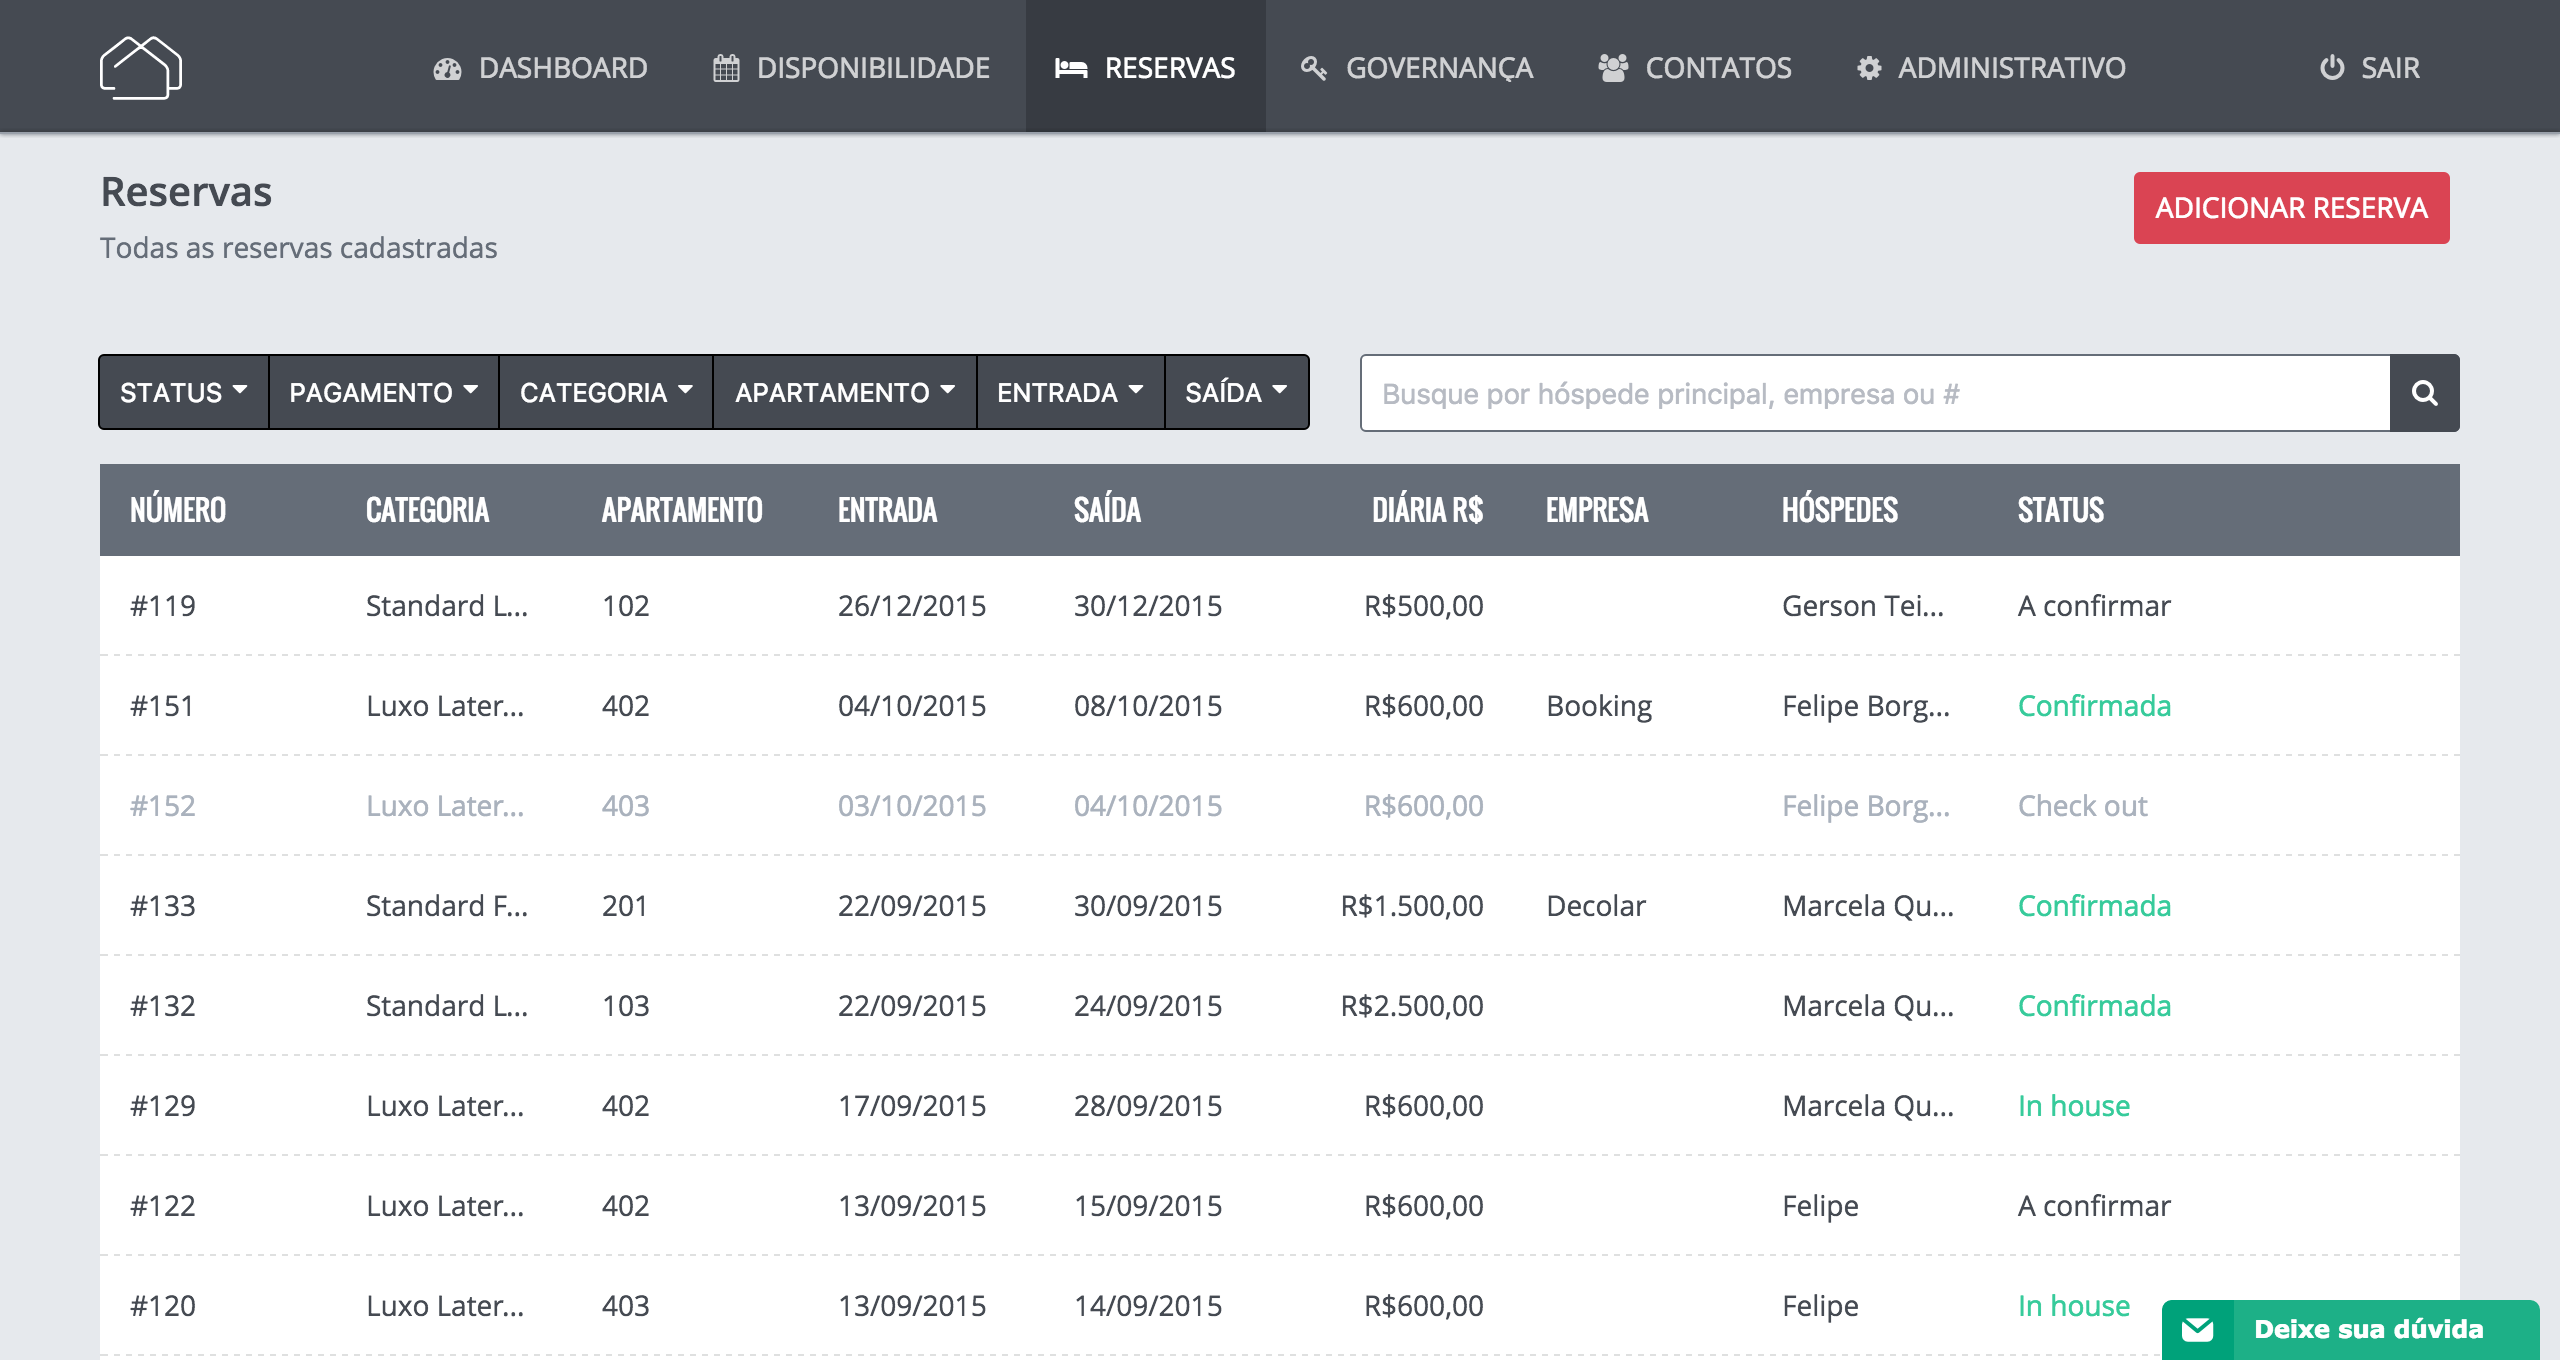 DASHBOARD DISPONIBILIDADE RESERVAS GOVERNANÇA CONTATOS ADMINISTRATIVO SAIR
Reservas
ADICIONAR RESERVA
Todas as reservas cadastradas
STATUS PAGAMENTO CATEGORIA APARTAMENTO ENTRADA SAÍDA Busque por hóspede principal, empresa ou #
NÚMERO CATEGORIA APARTAMENTO ENTRADA SAÍDA DIÁRIA R$ EMPRESA HÓSPEDES STATUS
#119 Standard L... 102 26/12/2015 30/12/2015 R$500,00 Gerson Tei... A confirmar
#151 Luxo Later... 402 04/10/2015 08/10/2015 R$600,00 Booking Felipe Borg... Confirmada
#152 Luxo Later... 403 03/10/2015 04/10/2015 R$600,00 Felipe Borg... Check out
#133 Standard F... 201 22/09/2015 30/09/2015 R$1.500,00 Decolar Marcela Qu... Confirmada
#132 Standard L... 103 22/09/2015 24/09/2015 R$2.500,00 Marcela Qu... Confirmada
#129 Luxo Later... 402 17/09/2015 28/09/2015 R$600,00 Marcela Qu... In house
#122 Luxo Later... 402 13/09/2015 15/09/2015 R$600,00 Felipe A confirmar
#120 Luxo Later... 403 13/09/2015 14/09/2015 R$600,00 Felipe In house
Deixe sua dúvida